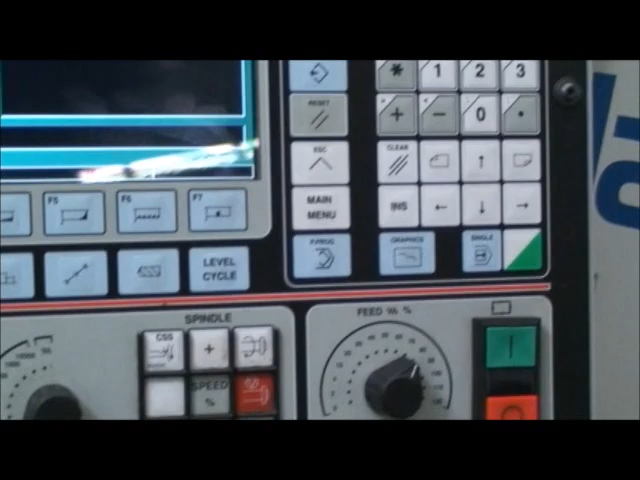 * 1 2 3
RESET
+ - 0 .
ESC
CLEAR
MAIN
MENU
INS
F5 F6 F7
P.PROG
GRAPHICS
SINGLE
LEVEL
CYCLE
SPINDLE
FEED %
CSS
+
SPEED
%